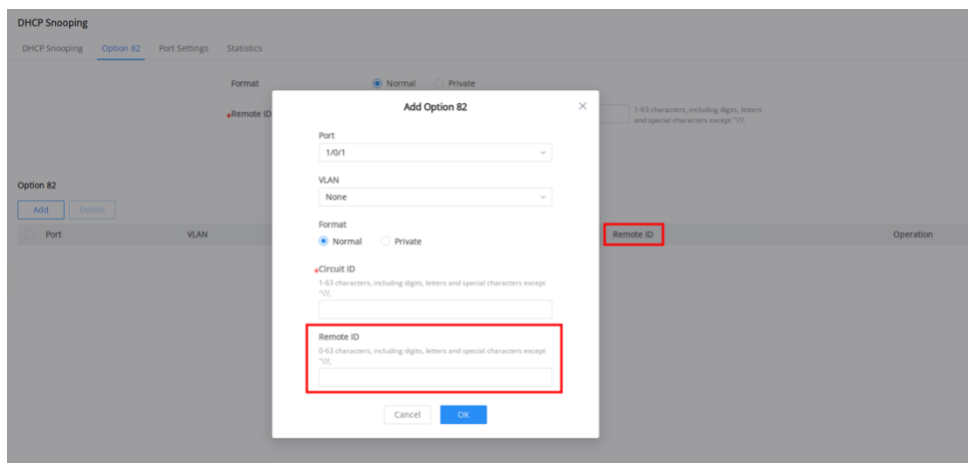 DHCP Snooping
DHCP Snooping Option 82 Port Settings Statistics
Format Normal Private
*Remote ID 1-63 characters, including digits, letters
and special characters except "\?/,
Add Option 82
Port
1/0/1
VLAN
None
Format
Normal Private
*Circuit ID
1-63 characters, including digits, letters and special characters except
Remote ID
0-63 characters, including digits, letters and special characters except
Cancel OK
Option 82
Add Delete
Port VLAN Remote ID Operation